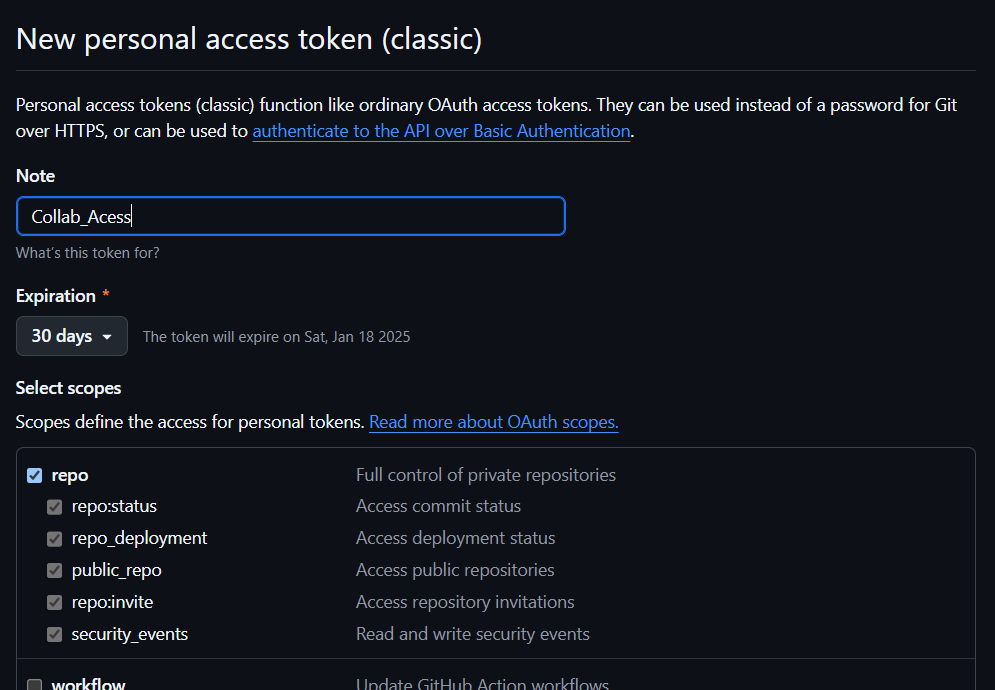 New personal access token (classic)
Personal access tokens (classic) function like ordinary OAuth access tokens. They can be used instead of a password for Git
over HTTPS, or can be used to authenticate to the API over Basic Authentication.
Note
Collab_Acess
What's this token for?
Expiration *
30 days The token will expire on Sat, Jan 18 2025
Select scopes
Scopes define the access for personal tokens. Read more about OAuth scopes.
repo Full control of private repositories
repo:status Access commit status
repo_deployment Access deployment status
public_repo Access public repositories
repo:invite Access repository invitations
security_events Read and write security events
workflow Update GitHub Action workflows